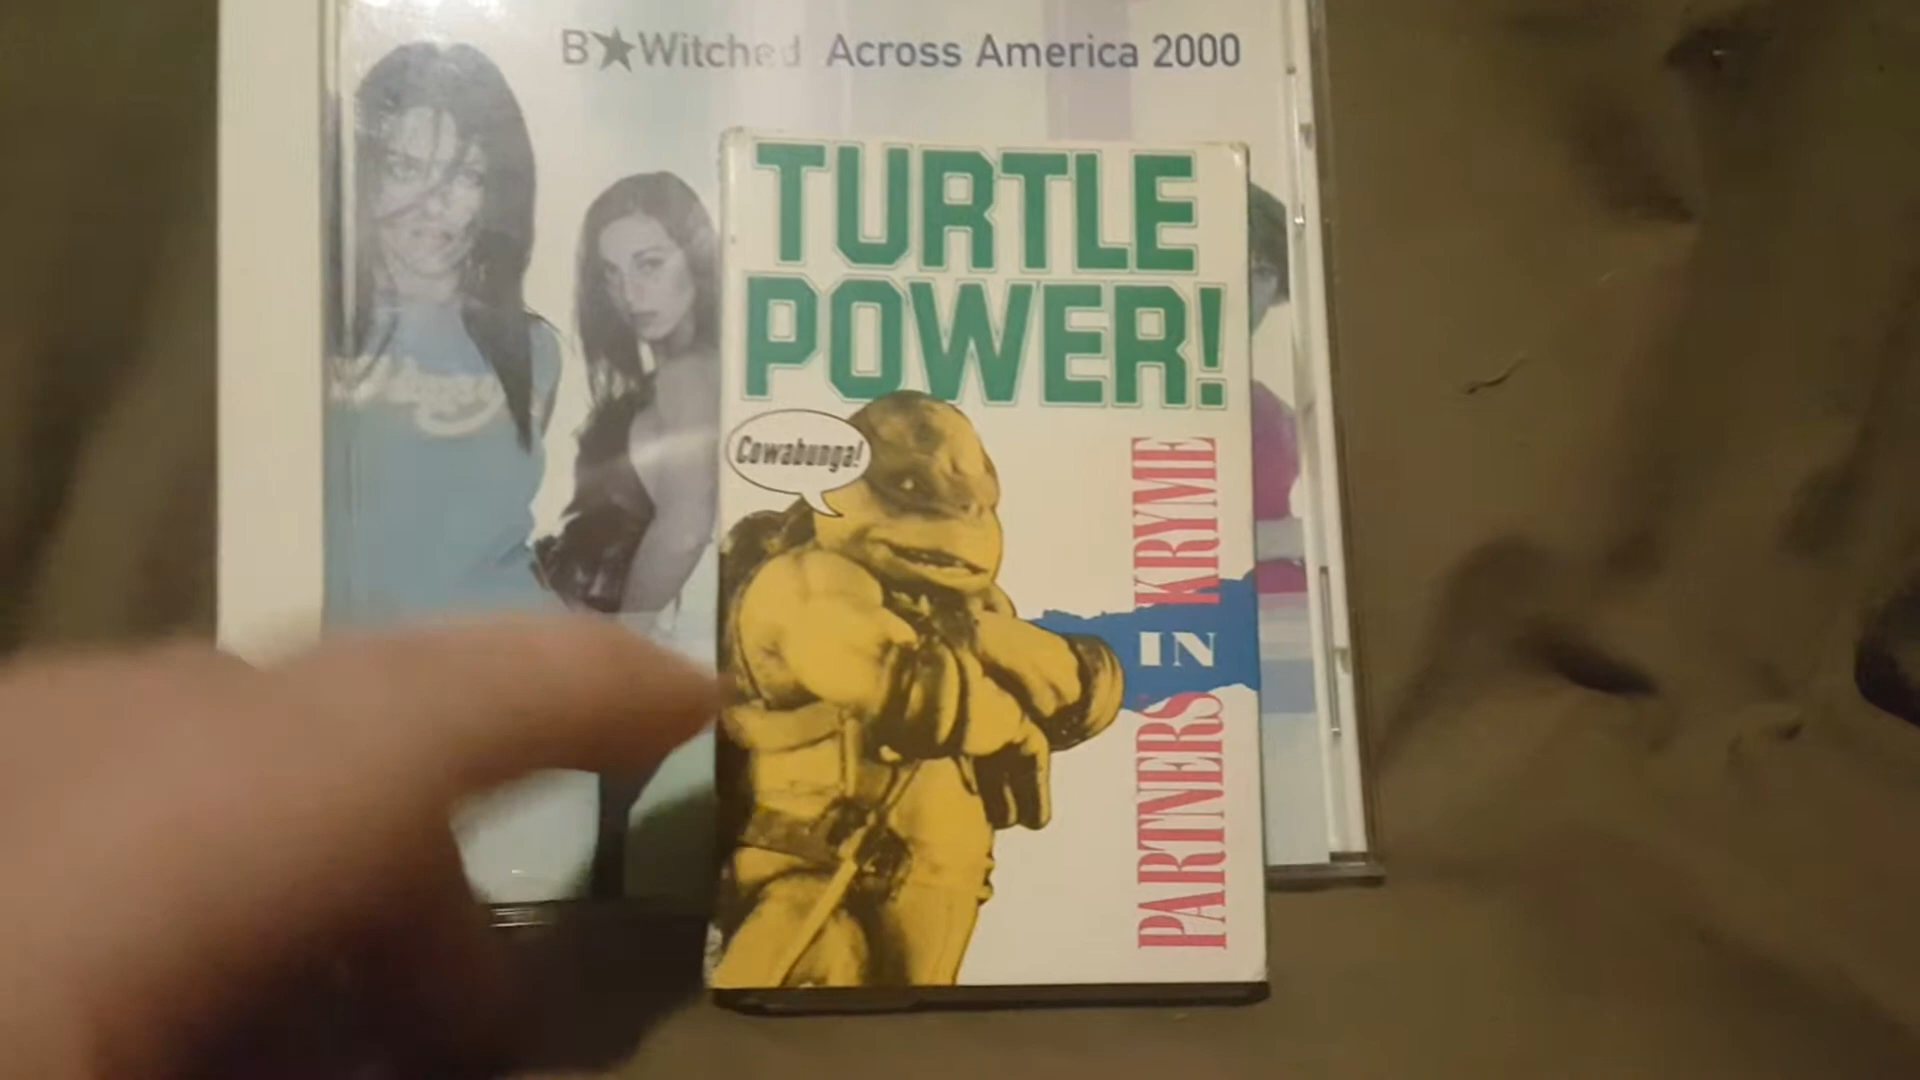 B★Witched Across America 2000
TURTLE
POWER!
Cowabunga!
PARTNERS IN KRYME